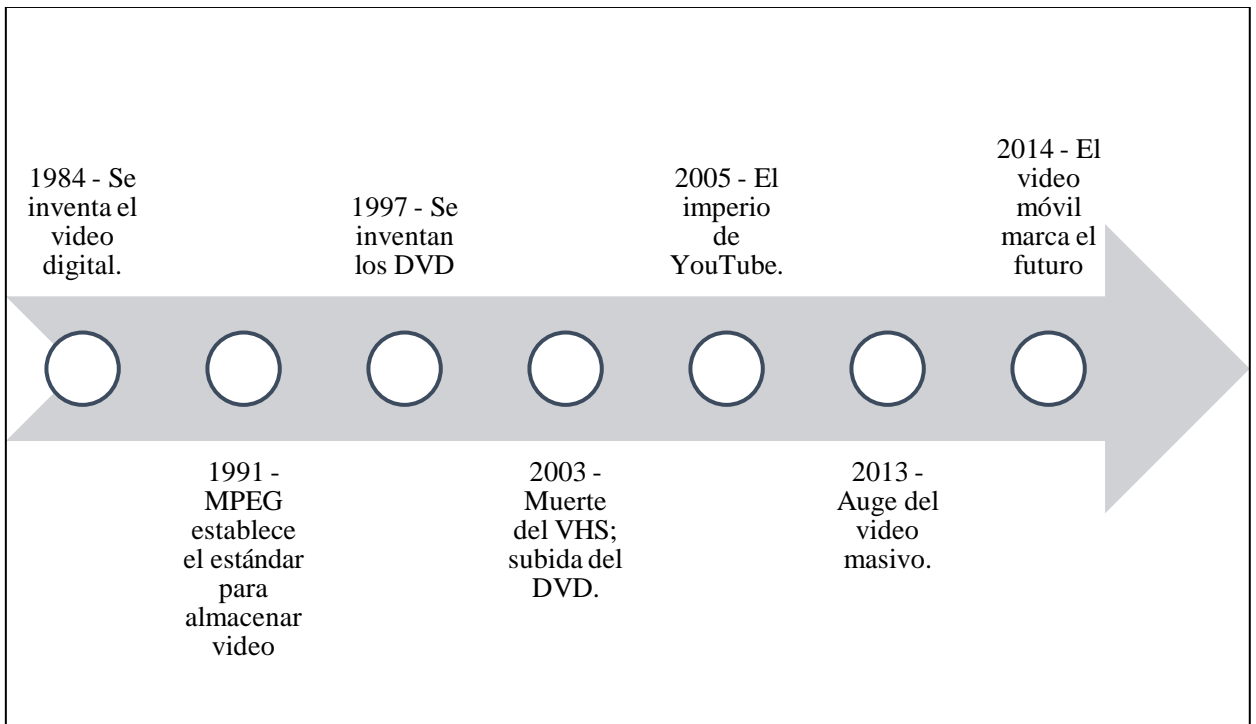 1984 - Se
inventa el
video
digital.
1991 -
MPEG
establece
el estándar
para
almacenar
video
1997 - Se
inventan
los DVD
2003 -
Muerte
del VHS;
subida del
DVD.
2005 - El
imperio
de
YouTube.
2013 -
Auge del
video
masivo.
2014 - El
video
móvil
marca el
futuro